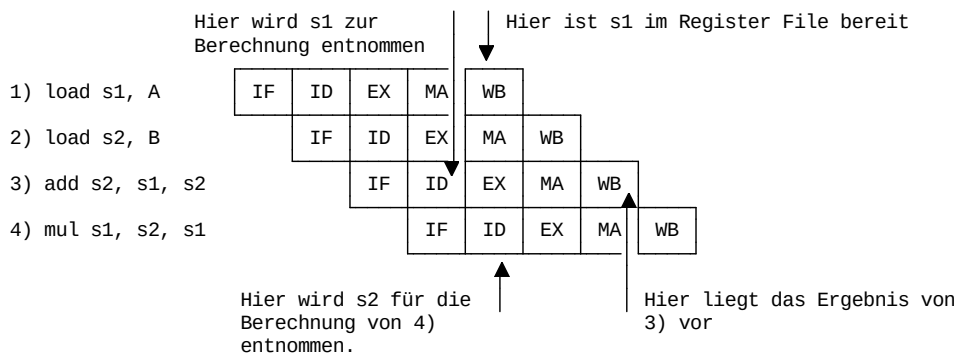 Hier wird s1 zur
Berechnung entnommen
Hier ist s1 im Register File bereit
1) load s1, A IF ID EX MA WB
2) load s2, B IF ID EX MA WB
3) add s2, s1, s2 IF ID EX MA WB
4) mul s1, s2, s1 IF ID EX MA WB
Hier wird s2 für die
Berechnung von 4)
entnommen.
Hier liegt das Ergebnis von
3) vor